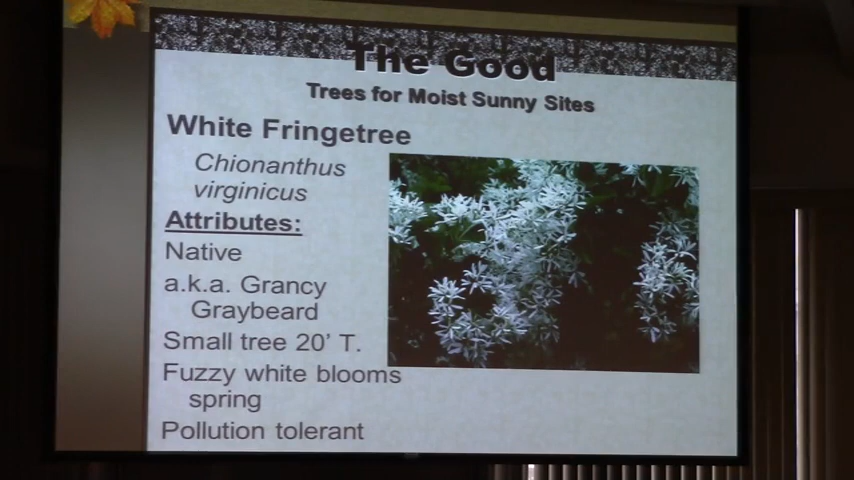 The Good
Trees for Moist Sunny Sites
White Fringetree
Chionanthus
virginicus
Attributes:
Native
a.k.a. Grancy
Graybeard
Small tree 20' T.
Fuzzy white blooms
spring
Pollution tolerant